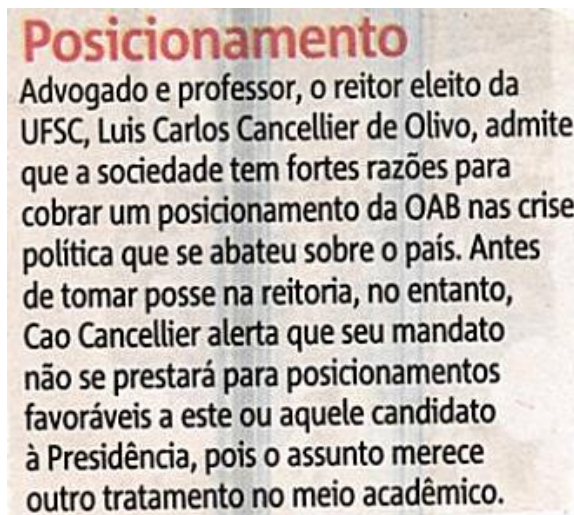 Posicionamento
Advogado e professor, o reitor eleito da
UFSC, Luis Carlos Cancellier de Olivo, admite
que a sociedade tem fortes razões para
cobrar um posicionamento da OAB nas crise
política que se abateu sobre o país. Antes
de tomar posse na reitoria, no entanto,
Cao Cancellier alerta que seu mandato
não se prestará para posicionamentos
favoráveis a este ou aquele candidato
à Presidência, pois o assunto merece
outro tratamento no meio acadêmico.